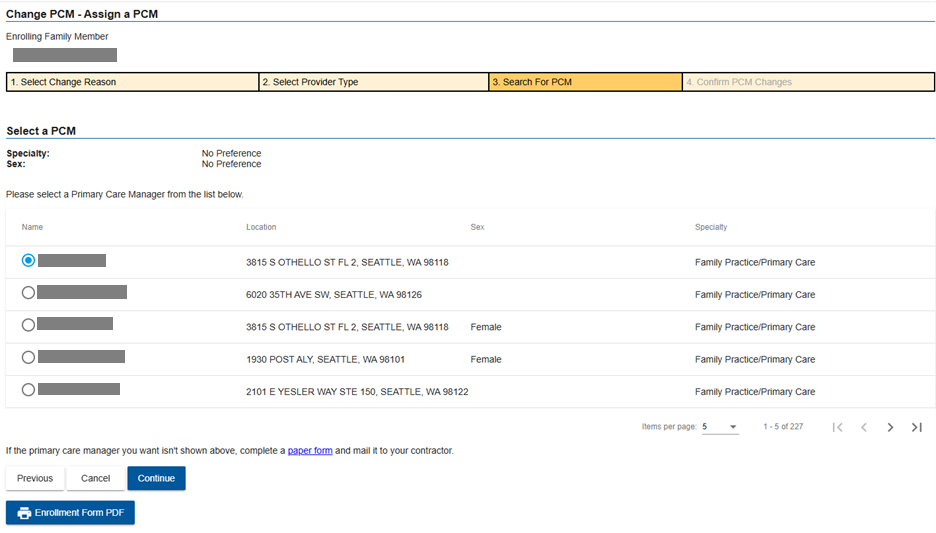 Change PCM - Assign a PCM
Enrolling Family Member
1. Select Change Reason 2. Select Provider Type 3. Search For PCM 4. Confirm PCM Changes
Select a PCM
Specialty: No Preference
Sex: No Preference
Please select a Primary Care Manager from the list below.
Name Location Sex Specialty
3815 S OTHELLO ST FL 2, SEATTLE, WA 98118 Family Practice/Primary Care
6020 35TH AVE SW, SEATTLE, WA 98126 Family Practice/Primary Care
3815 S OTHELLO ST FL 2, SEATTLE, WA 98118 Female Family Practice/Primary Care
1930 POST ALY, SEATTLE, WA 98101 Female Family Practice/Primary Care
2101 E YESLER WAY STE 150, SEATTLE, WA 98122 Family Practice/Primary Care
Items per page: 5 1 - 5 of 227
If the primary care manager you want isn't shown above, complete a paper form and mail it to your contractor.
Previous Cancel Continue
Enrollment Form PDF